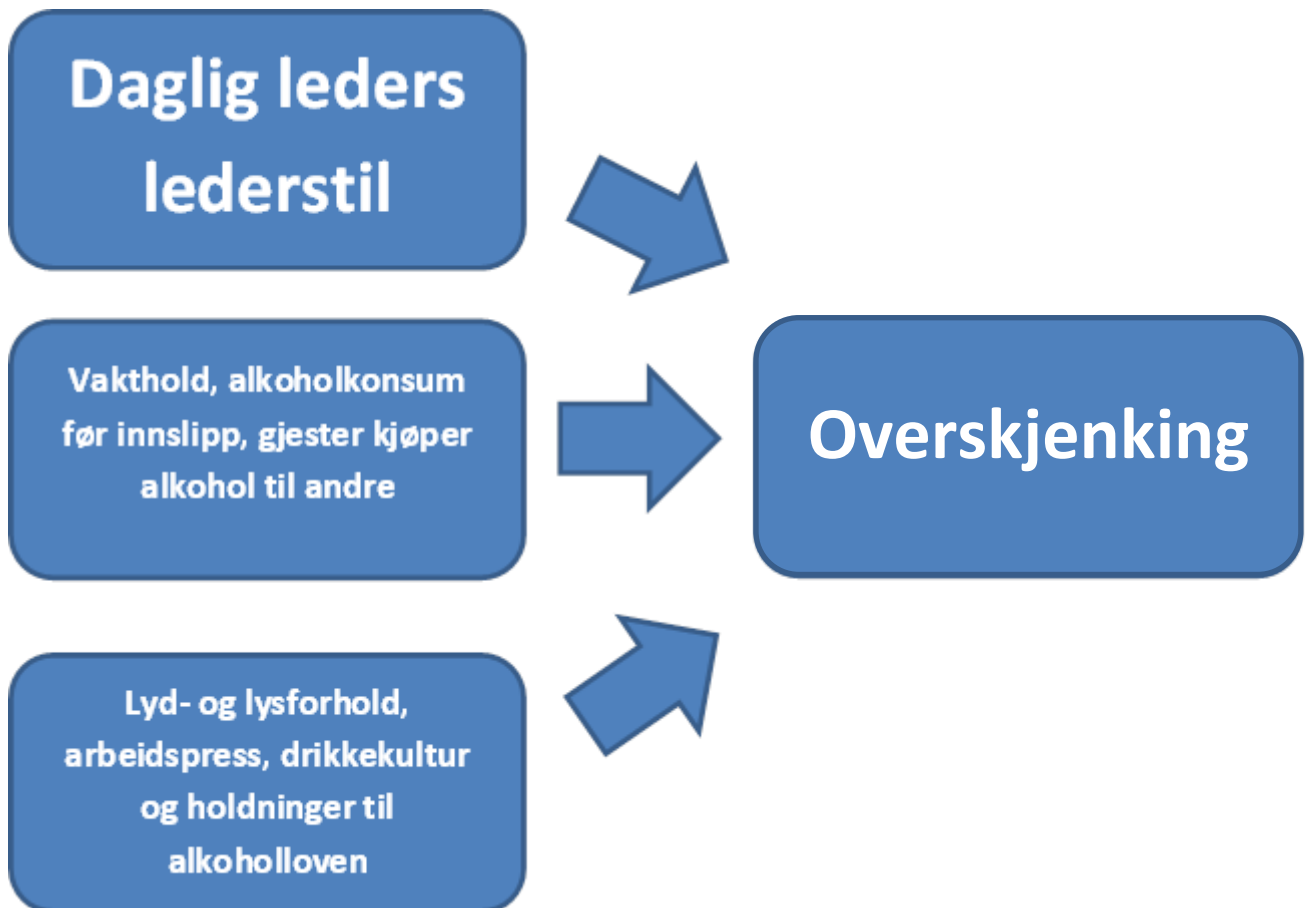 Daglig leders
lederstil
Vakthold, alkoholkonsum
før innslipp, gjester kjøper
alkohol til andre
Overskjenking
Lyd- og lysforhold,
arbeidspress, drikkekultur
og holdninger til
alkoholloven